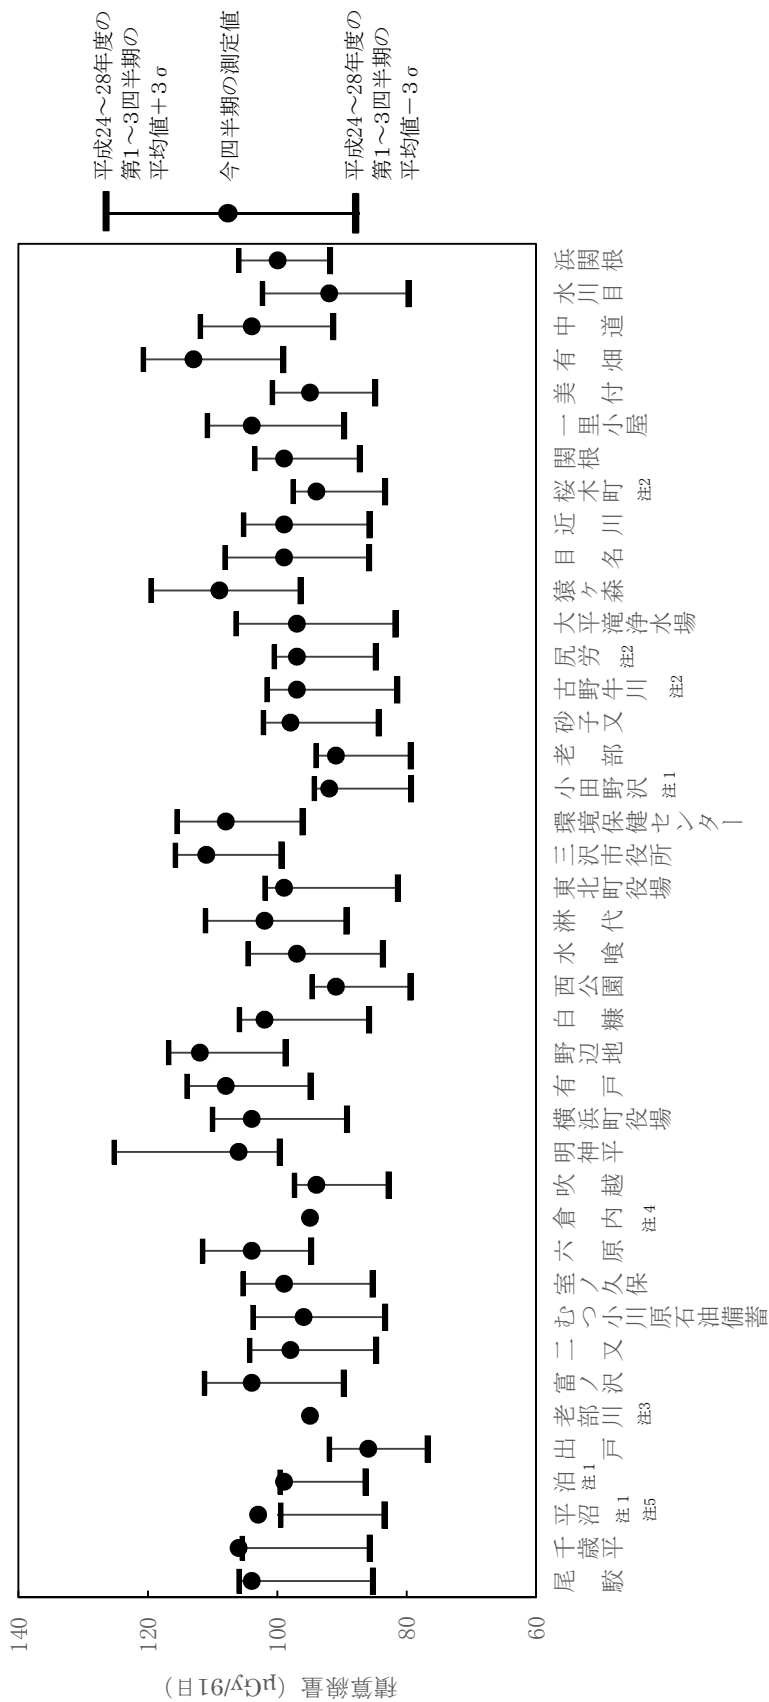 平成24～28年度の
第1～3四半期の
平均値＋3σ
今四半期の測定値
平成24～28年度の
第1～3四半期の
平均値－3σ
積算線量 (μGy/91日)
140
120
100
80
60
尾駮
千歳平
平沼 注1 注5
泊 注1
出戸
老部川 注3
富ノ沢
二又
むつ小川原石油備蓄
室ノ久保
六原
倉内 注4
吹越
明神平
横浜町役場
有戸
野辺地
白糠
西公園
水喰
淋代
東北町役場
三沢市役所
環境保健センター
小田野沢 注1
老部
砂子又
古野牛川 注2
尻労 注2
大平滝浄水場
猿ヶ森
目名
近川
桜木町 注2
関根
一里小屋
美付
有畑
中道
水川目
浜関根